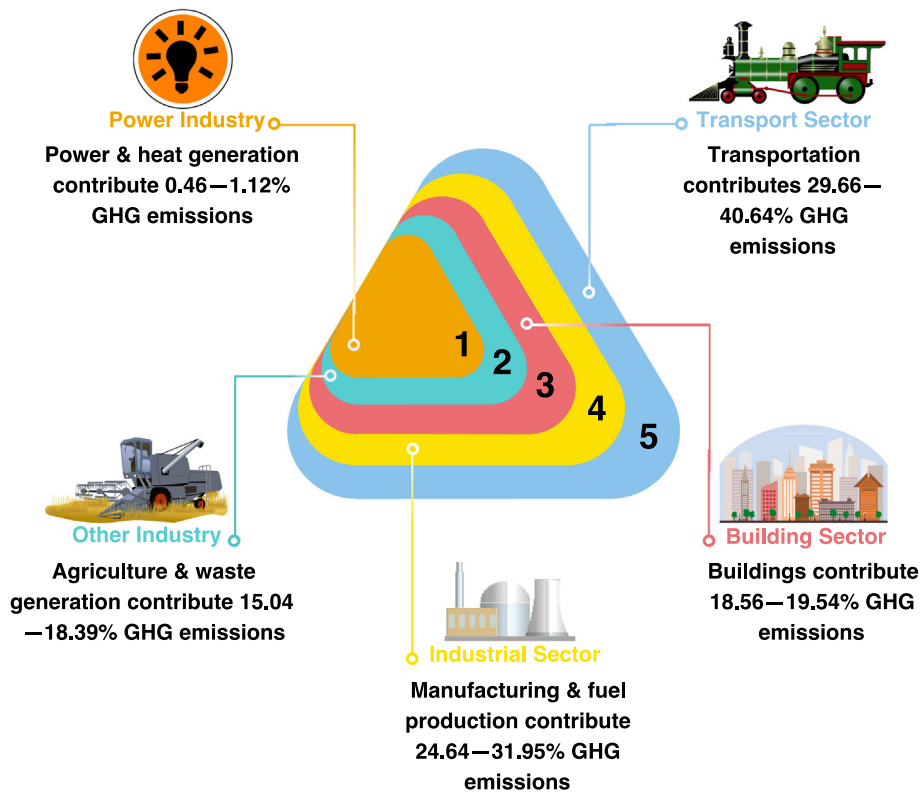 Power Industry
Power & heat generation
contribute 0.46—1.12%
GHG emissions
Transport Sector
Transportation
contributes 29.66—
40.64% GHG
emissions
1
2
3
4
5
Other Industry
Agriculture & waste
generation contribute 15.04
—18.39% GHG emissions
Building Sector
Buildings contribute
18.56—19.54% GHG
emissions
Industrial Sector
Manufacturing & fuel
production contribute
24.64—31.95% GHG
emissions